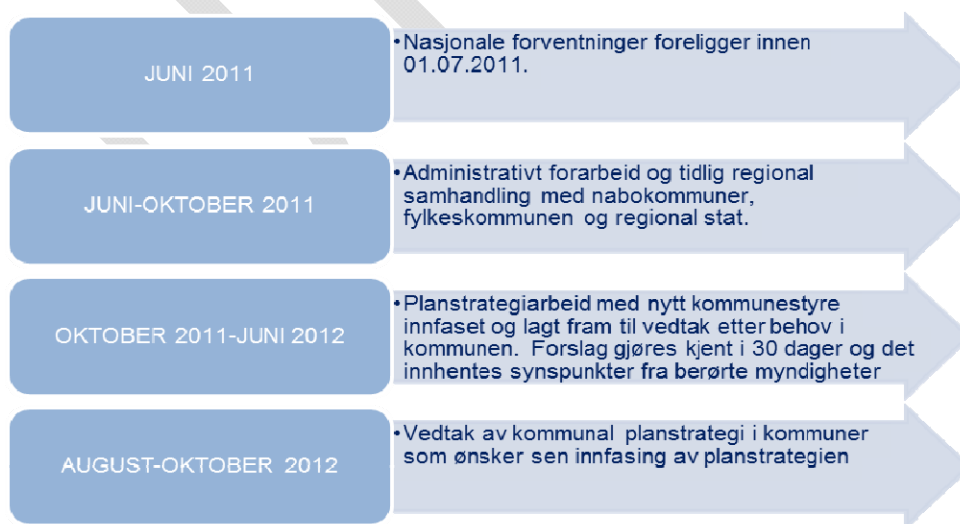 JUNI 2011
•Nasjonale forventninger foreligger innen
01.07.2011.
JUNI-OKTOBER 2011
•Administrativt forarbeid og tidlig regional
samhandling med nabokommuner,
fylkeskommunen og regional stat.
OKTOBER 2011-JUNI 2012
•Planstrategiarbeid med nytt kommunestyre
innfaset og lagt fram til vedtak etter behov i
kommunen. Forslag gjøres kjent i 30 dager og det
innhentes synspunkter fra berørte myndigheter
AUGUST-OKTOBER 2012
•Vedtak av kommunal planstrategi i kommuner
som ønsker sen innfasing av planstrategien